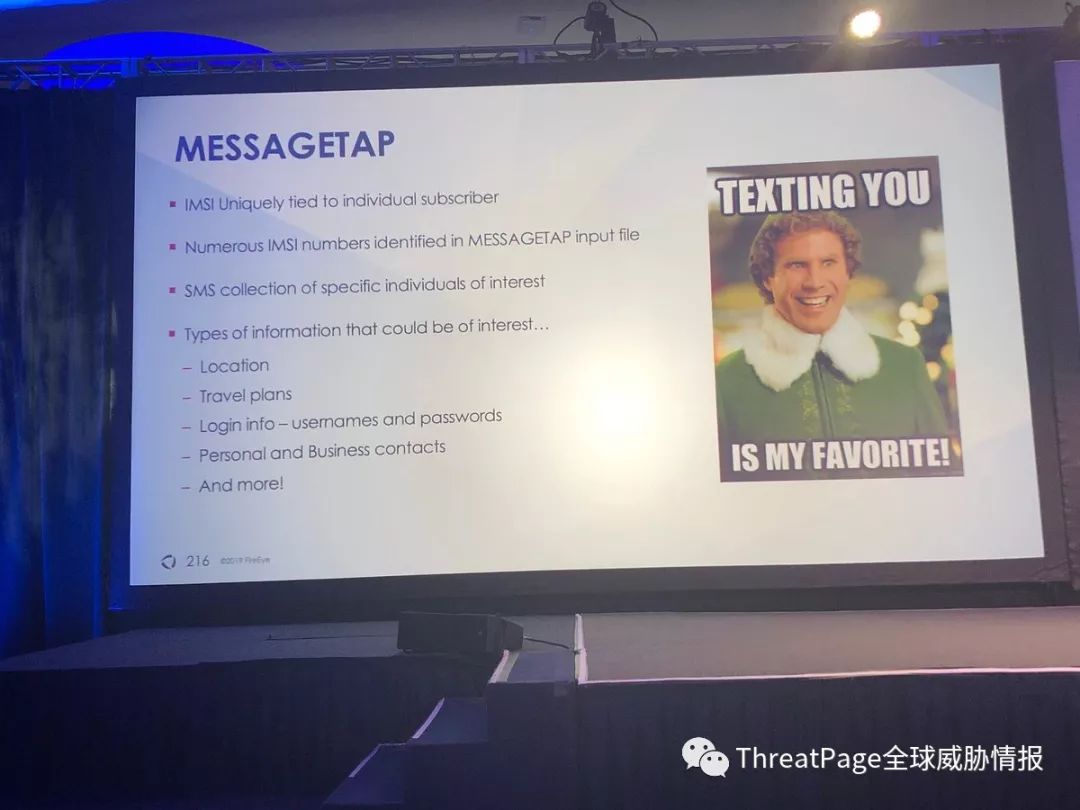 MESSAGETAP
▪ IMSI Uniquely tied to individual subscriber
▪ Numerous IMSI numbers identified in MESSAGETAP input file
▪ SMS collection of specific individuals of interest
▪ Types of information that could be of interest…
– Location
– Travel plans
– Login info – usernames and passwords
– Personal and Business contacts
– And more!
TEXTING YOU
IS MY FAVORITE!
216 ©2019 FireEye
ThreatPage全球威胁情报